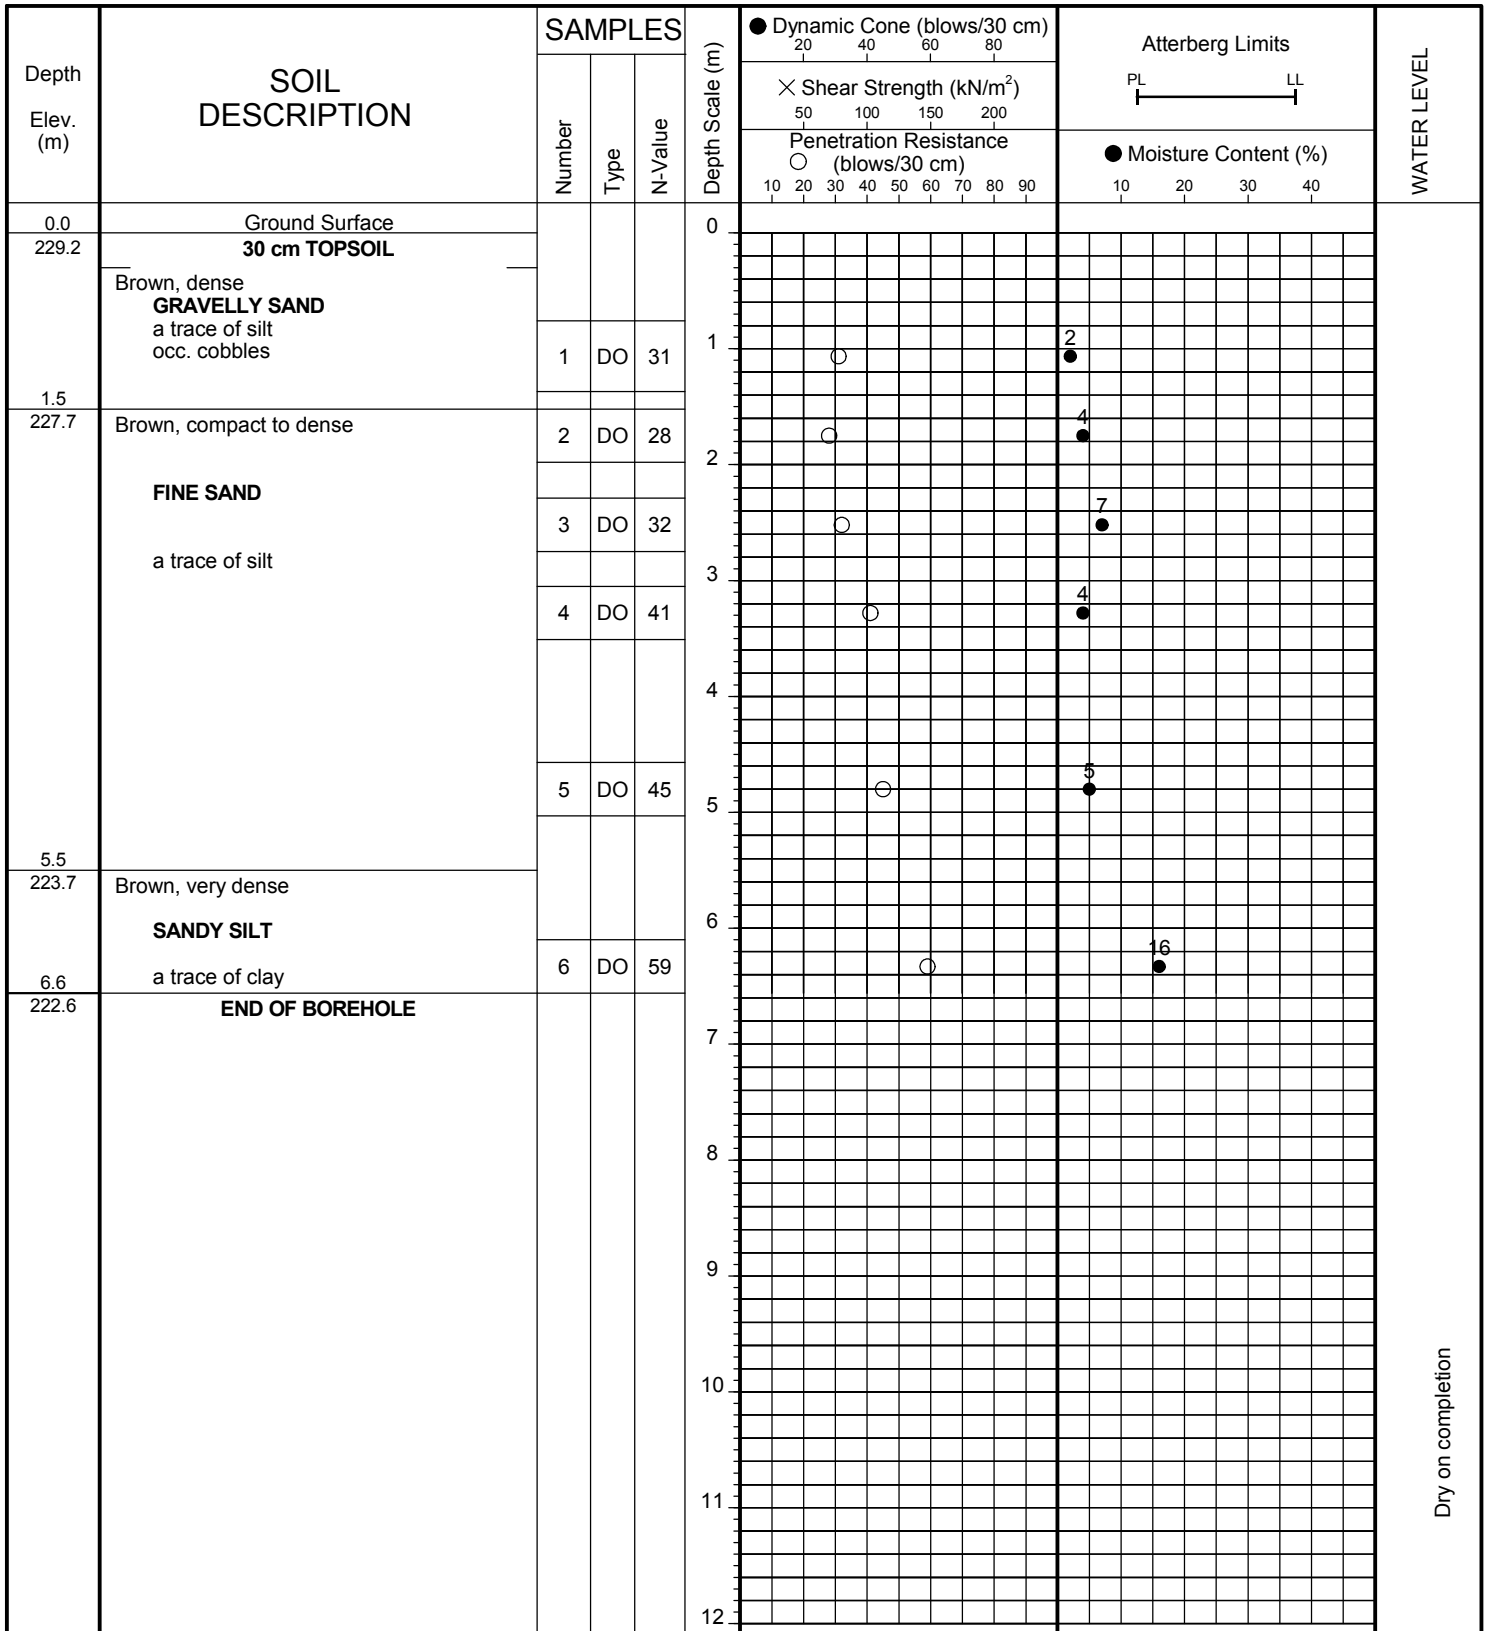 Depth
Elev.
(m)
SOIL
DESCRIPTION
SAMPLES
Number
Type
N-Value
Depth Scale (m)
● Dynamic Cone (blows/30 cm)
20 40 60 80
× Shear Strength (kN/m²)
50 100 150 200
Penetration Resistance
(blows/30 cm)
10 20 30 40 50 60 70 80 90
Atterberg Limits
PL LL
● Moisture Content (%)
10 20 30 40
WATER LEVEL
0.0 Ground Surface 0
229.2 30 cm TOPSOIL
Brown, dense
GRAVELLY SAND
a trace of silt
occ. cobbles
1
1 DO 31 2
1.5
227.7 Brown, compact to dense
2 DO 28 4
2
FINE SAND
3 DO 32 7
a trace of silt
3
4 DO 41 4
4
5 DO 45 5
5
5.5
223.7 Brown, very dense
6
SANDY SILT
6 DO 59 16
a trace of clay
6.6
222.6 END OF BOREHOLE
7
8
9
10
11
12
Dry on completion